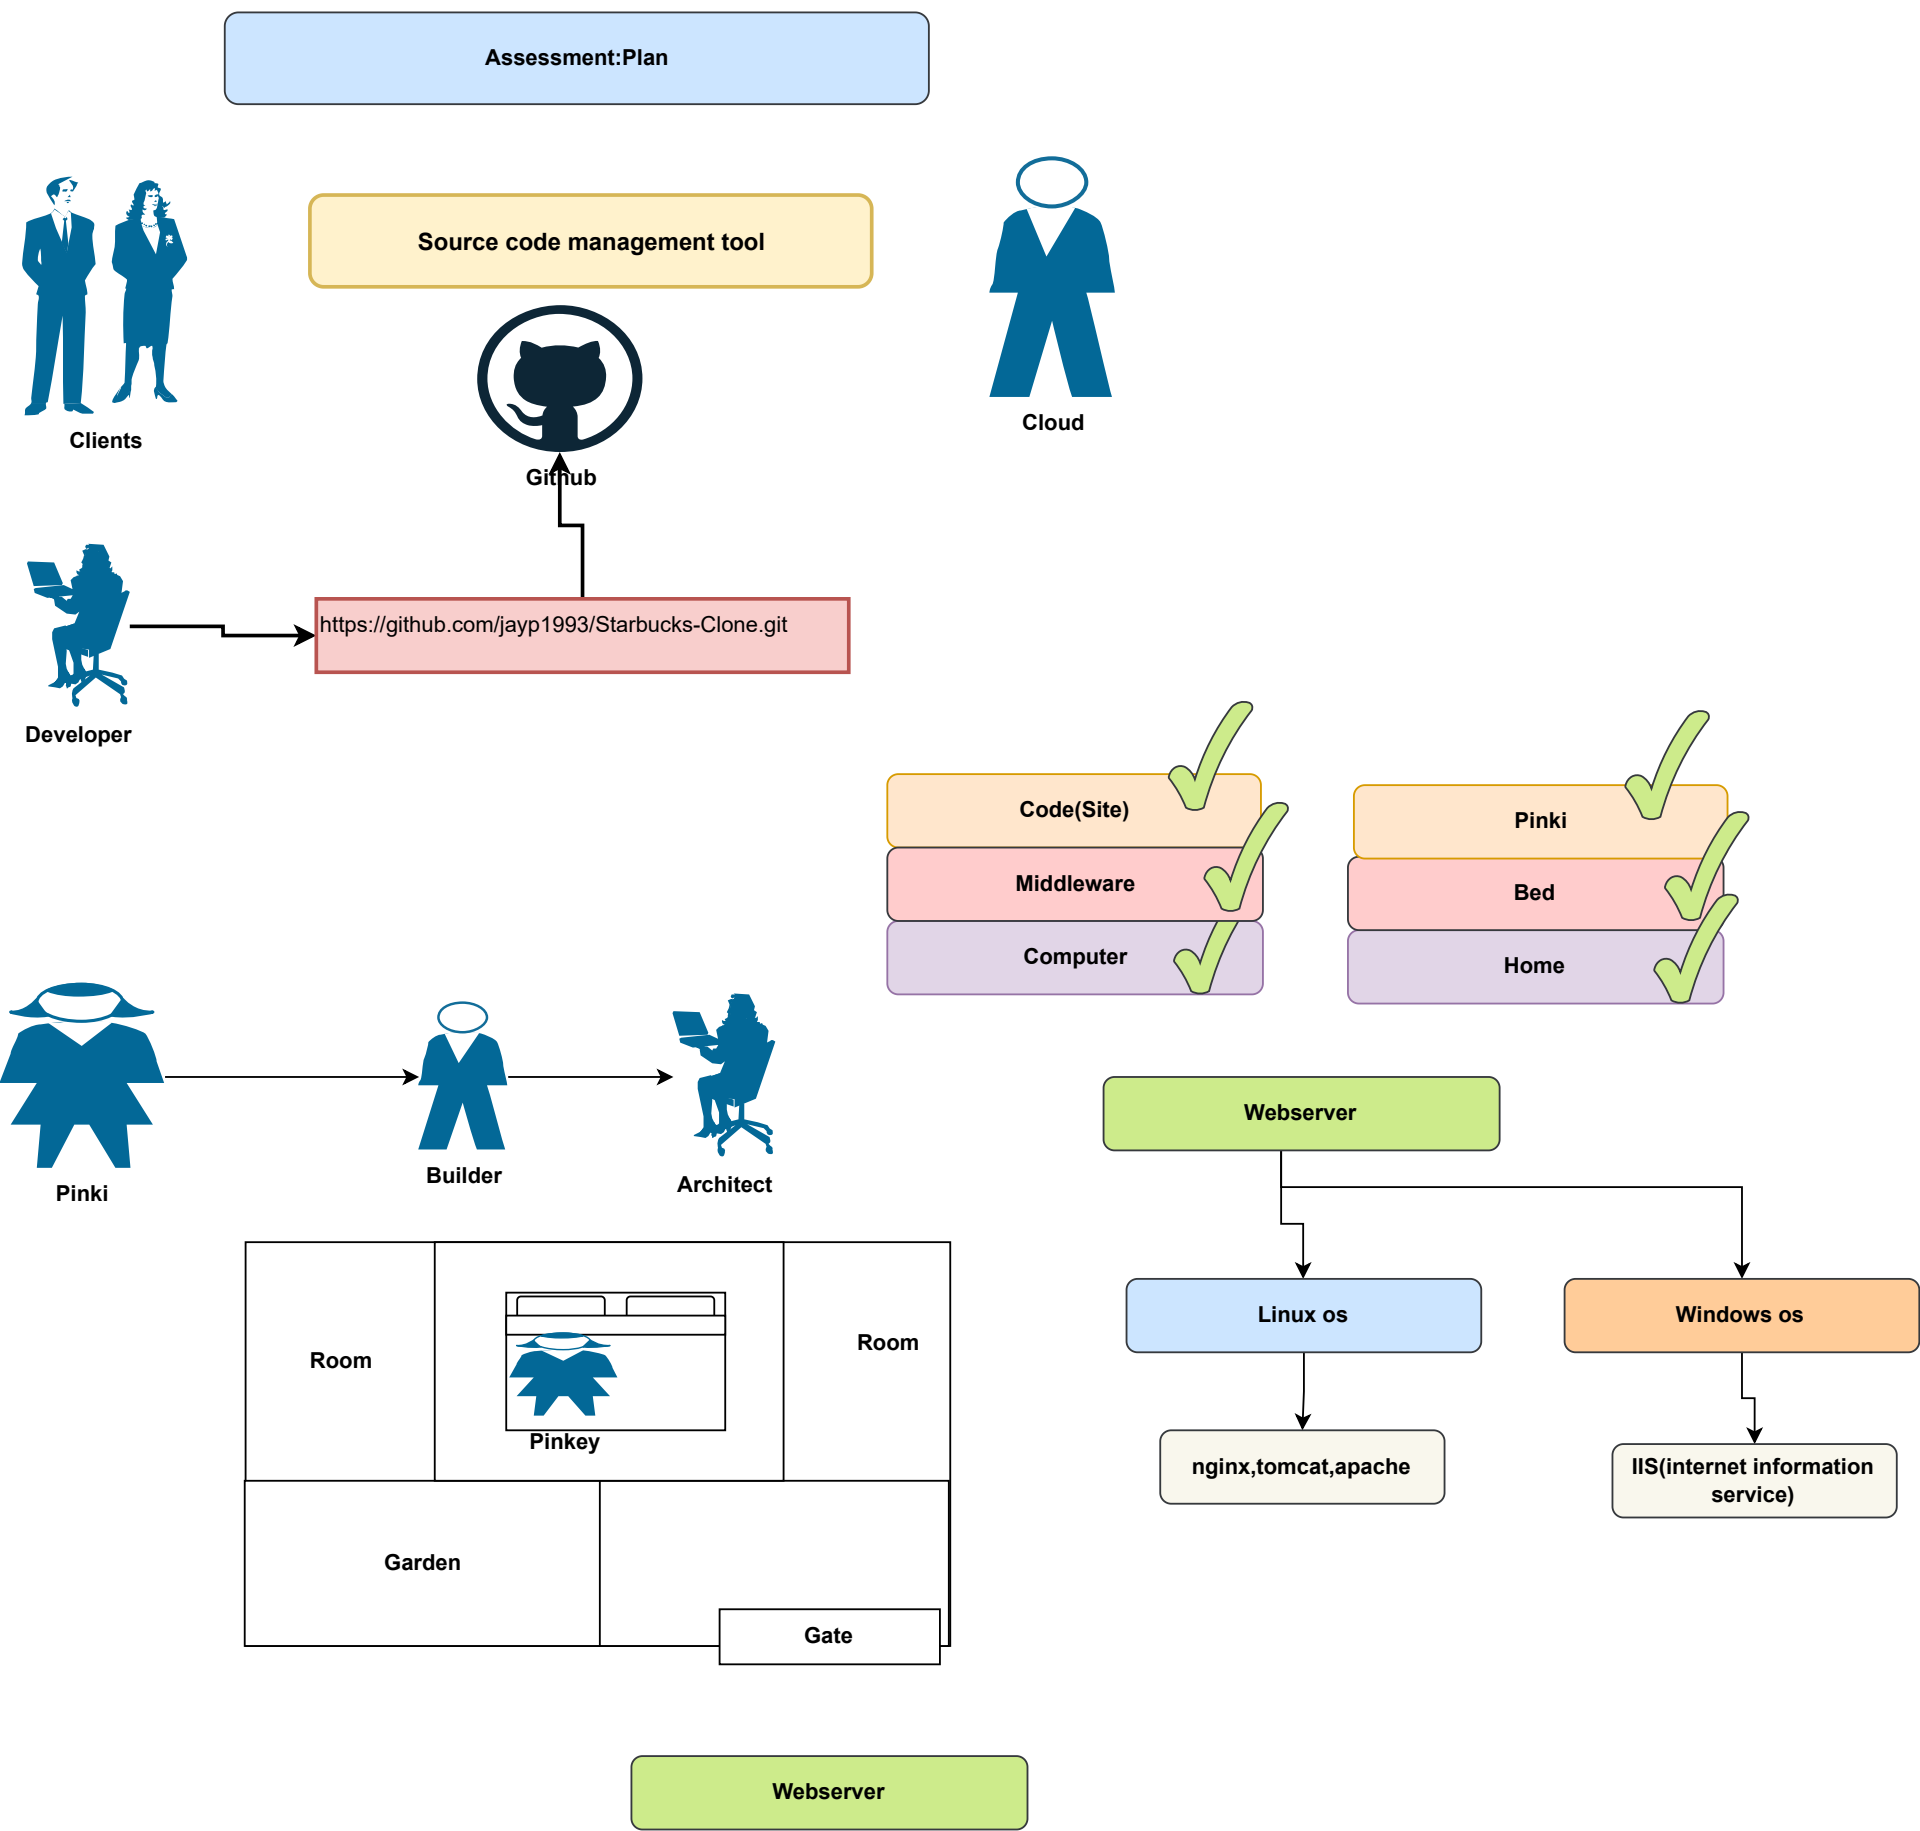 Assessment:Plan
Source code management tool
Clients
Github
Cloud
https://github.com/jayp1993/Starbucks-Clone.git
Developer
Code(Site)
Middleware
Computer
Pinki
Bed
Home
Pinki
Builder
Architect
Webserver
Linux os
Windows os
nginx,tomcat,apache
IIS(internet information
service)
Room
Room
Pinkey
Garden
Gate
Webserver